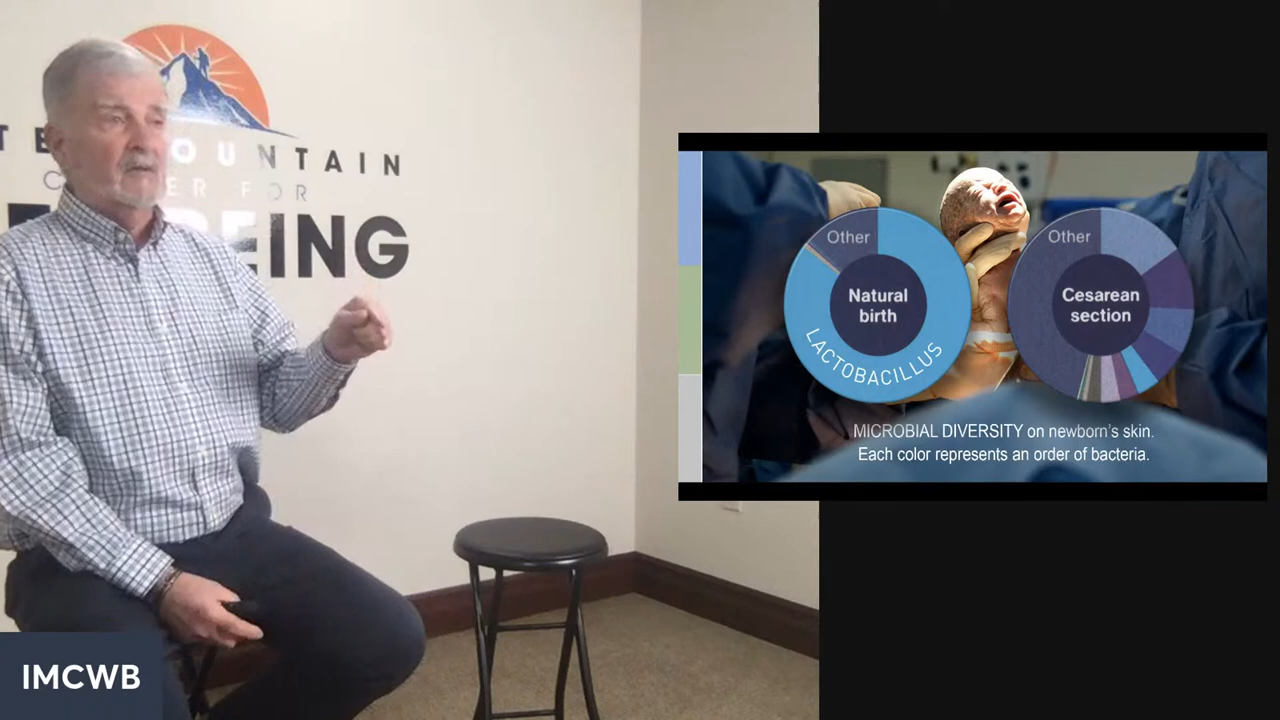 OUNTAIN
ER FOR
EING
IMCWB
Other
Natural
birth
LACTOBACILLUS
Other
Cesarean
section
MICROBIAL DIVERSITY on newborn's skin.
Each color represents an order of bacteria.